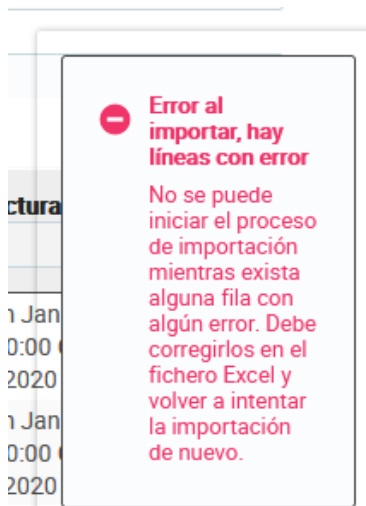 Error al
importar, hay
líneas con error
No se puede
iniciar el proceso
de importación
mientras exista
alguna fila con
algún error. Debe
corregirlos en el
fichero Excel y
volver a intentar
la importación
de nuevo.
ctura
Jan
0:00
2020
Jan
0:00
2020